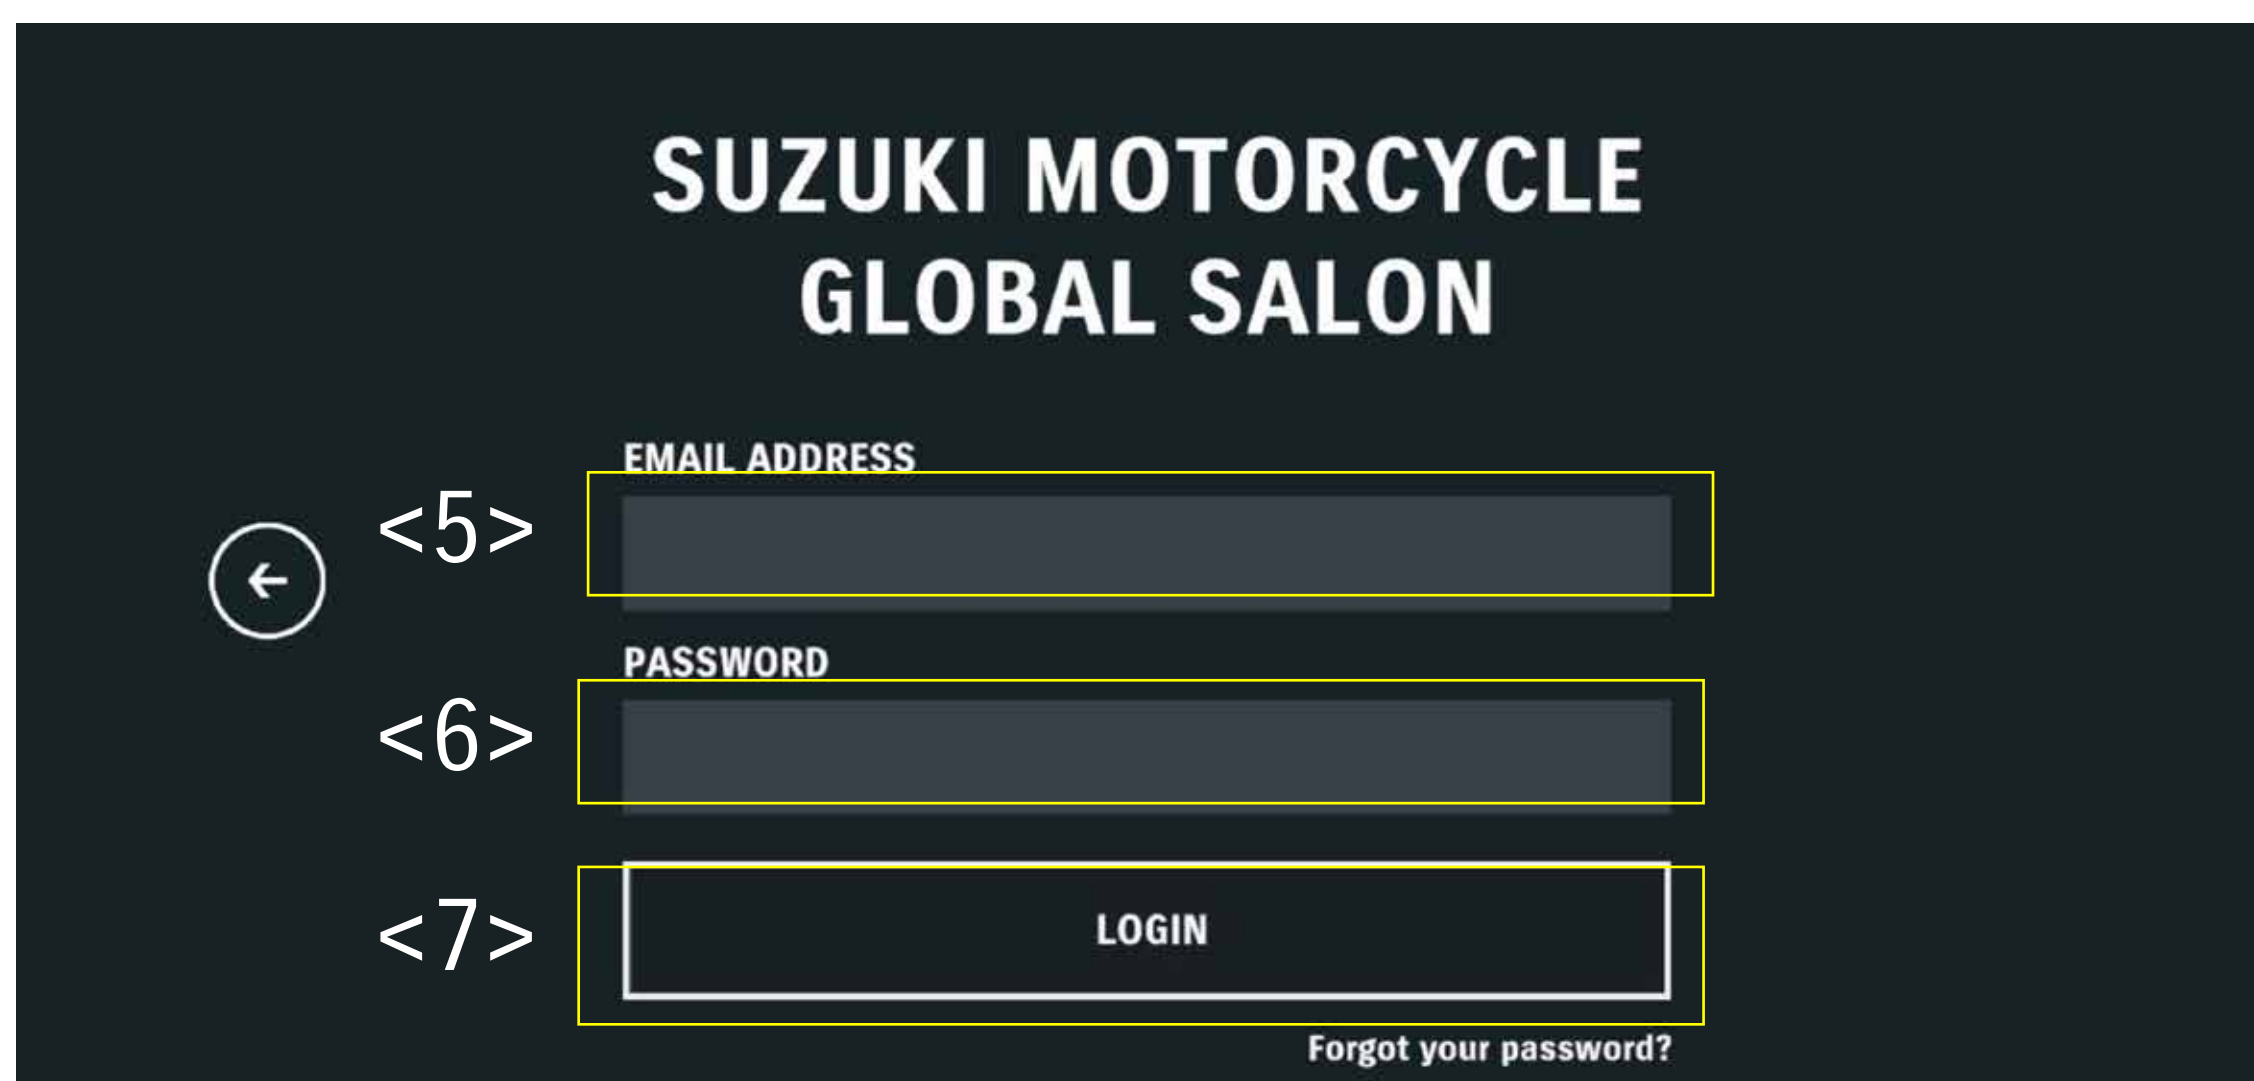 SUZUKI MOTORCYCLE
GLOBAL SALON
EMAIL ADDRESS
<5>
PASSWORD
<6>
<7>
LOGIN
Forgot your password?